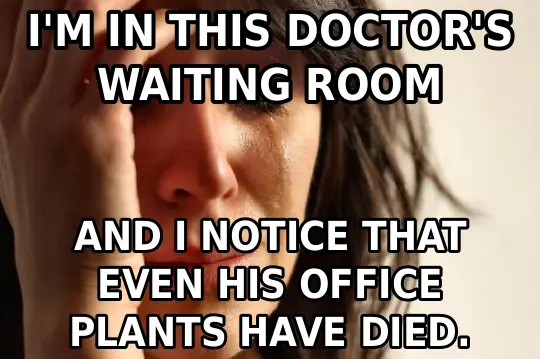 I'M IN THIS DOCTOR'S
WAITING ROOM
AND I NOTICE THAT
EVEN HIS OFFICE
PLANTS HAVE DIED.